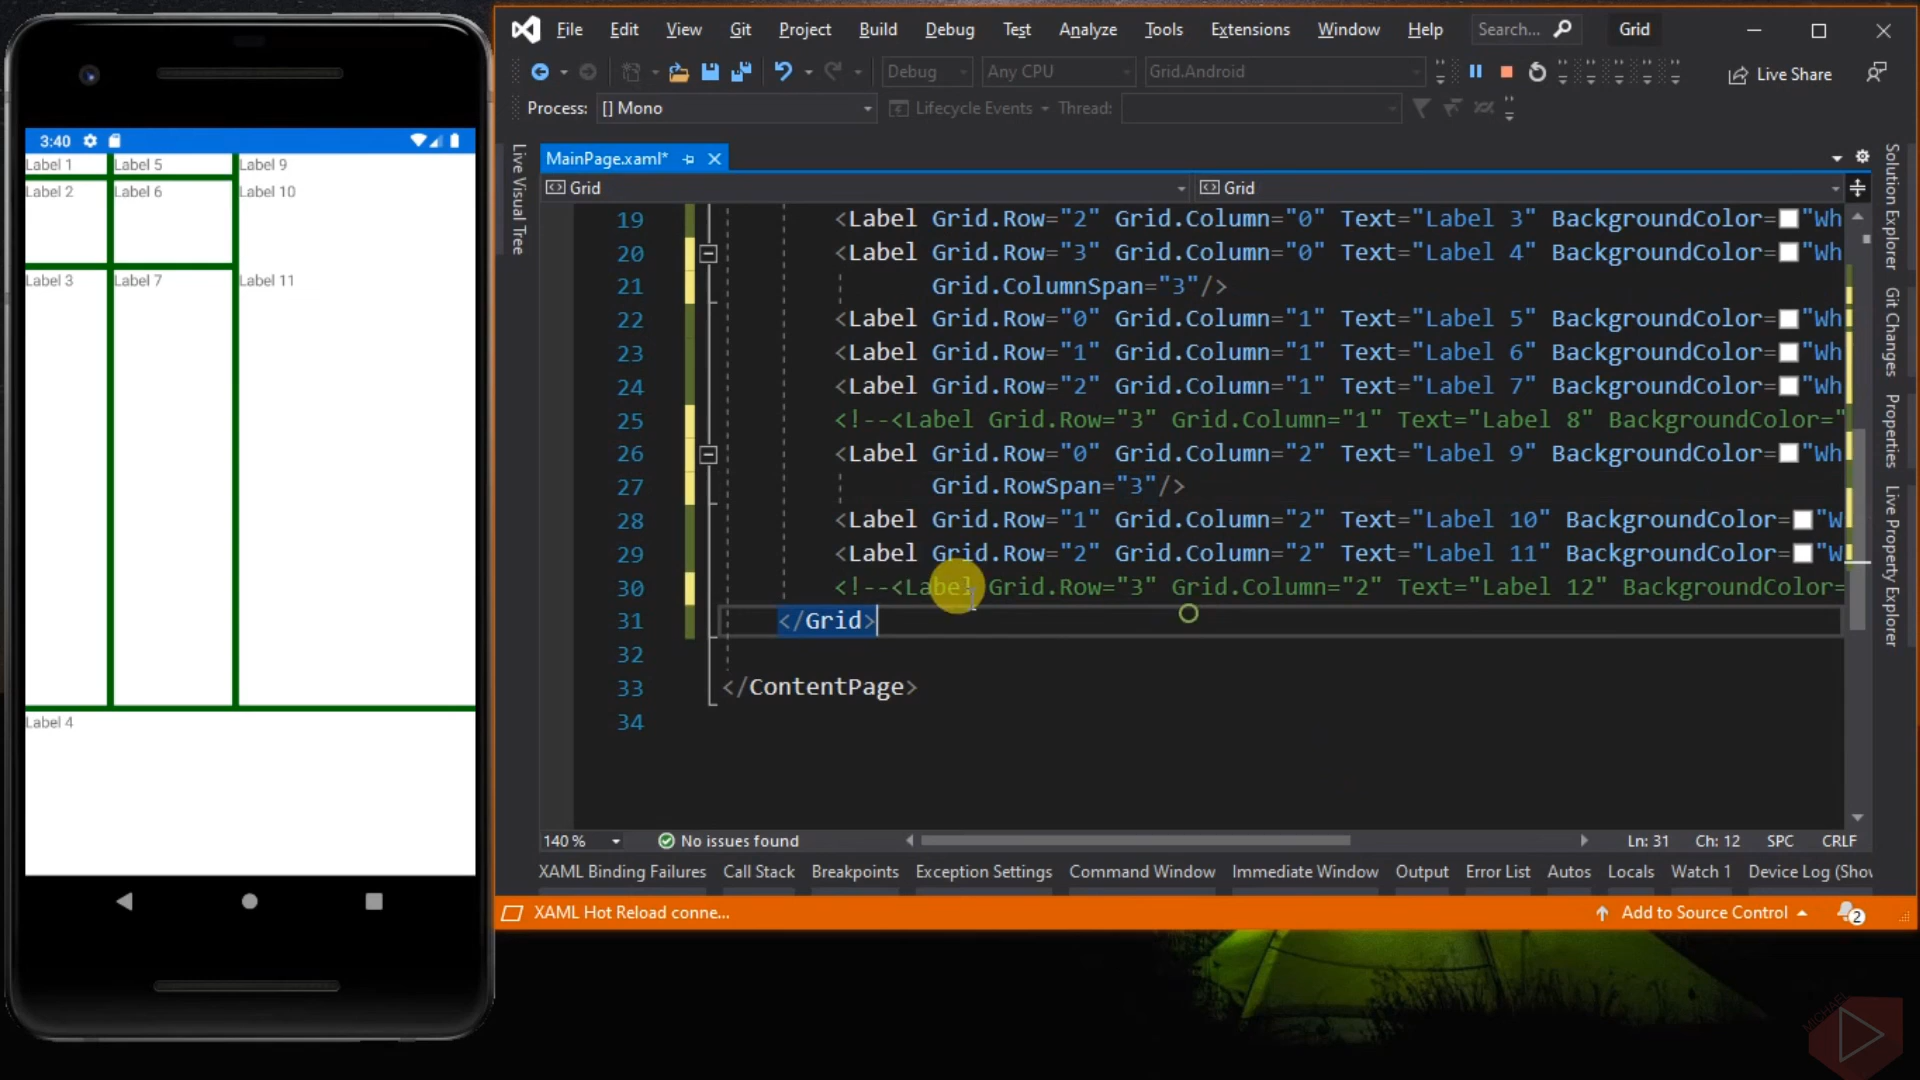 3:40
Label 1 Label 5 Label 9
Label 2 Label 6 Label 10
Label 3 Label 7 Label 11
Label 4
File Edit View Git Project Build Debug Test Analyze Tools Extensions Window Help Search... Grid
Debug Any CPU Grid.Android Live Share
Process: [] Mono Lifecycle Events Thread:
Live Visual Tree
MainPage.xaml*
Grid Grid
19 <Label Grid.Row="2" Grid.Column="0" Text="Label 3" BackgroundColor="Wh
20 <Label Grid.Row="3" Grid.Column="0" Text="Label 4" BackgroundColor="Wh
21 Grid.ColumnSpan="3"/>
22 <Label Grid.Row="0" Grid.Column="1" Text="Label 5" BackgroundColor="Wh
23 <Label Grid.Row="1" Grid.Column="1" Text="Label 6" BackgroundColor="Wh
24 <Label Grid.Row="2" Grid.Column="1" Text="Label 7" BackgroundColor="Wh
25 <!--<Label Grid.Row="3" Grid.Column="1" Text="Label 8" BackgroundColor="
26 <Label Grid.Row="0" Grid.Column="2" Text="Label 9" BackgroundColor="Wh
27 Grid.RowSpan="3"/>
28 <Label Grid.Row="1" Grid.Column="2" Text="Label 10" BackgroundColor="W
29 <Label Grid.Row="2" Grid.Column="2" Text="Label 11" BackgroundColor="W
30 <!--<Label Grid.Row="3" Grid.Column="2" Text="Label 12" BackgroundColor=
31 </Grid>
32
33 </ContentPage>
34
Solution Explorer
Git Changes
Properties
Live Property Explorer
140 % No issues found Ln: 31 Ch: 12 SPC CRLF
XAML Binding Failures Call Stack Breakpoints Exception Settings Command Window Immediate Window Output Error List Autos Locals Watch 1 Device Log (Show
XAML Hot Reload conne... Add to Source Control 2
MICHAEL